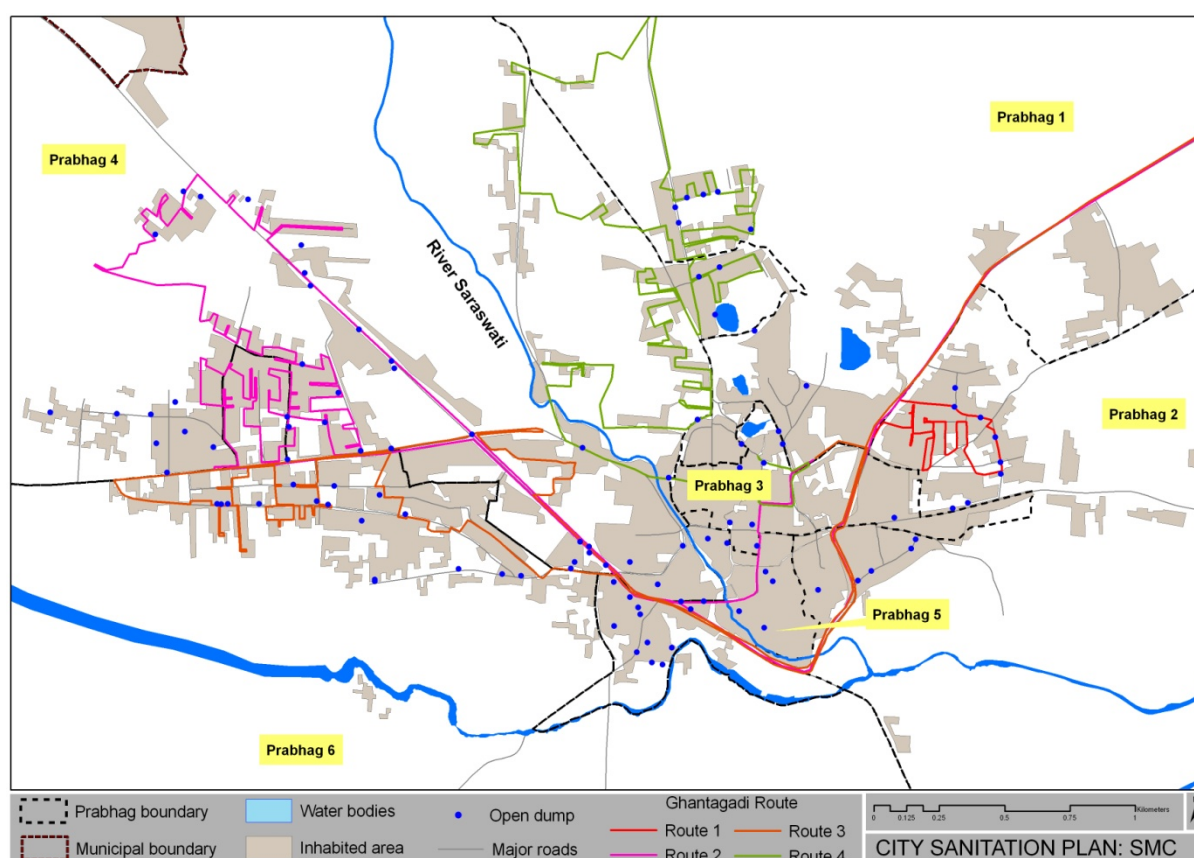 Prabhag 1
Prabhag 4
River Saraswati
Prabhag 2
Prabhag 3
Prabhag 5
Prabhag 6
Prabhag boundary
Municipal boundary
Water bodies
Inhabited area
Open dump
Major roads
Ghantagadi Route
Route 1
Route 3
Route 2
Route 4
Kilometers
0 0.125 0.25 0.5 0.75 1
CITY SANITATION PLAN: SMC